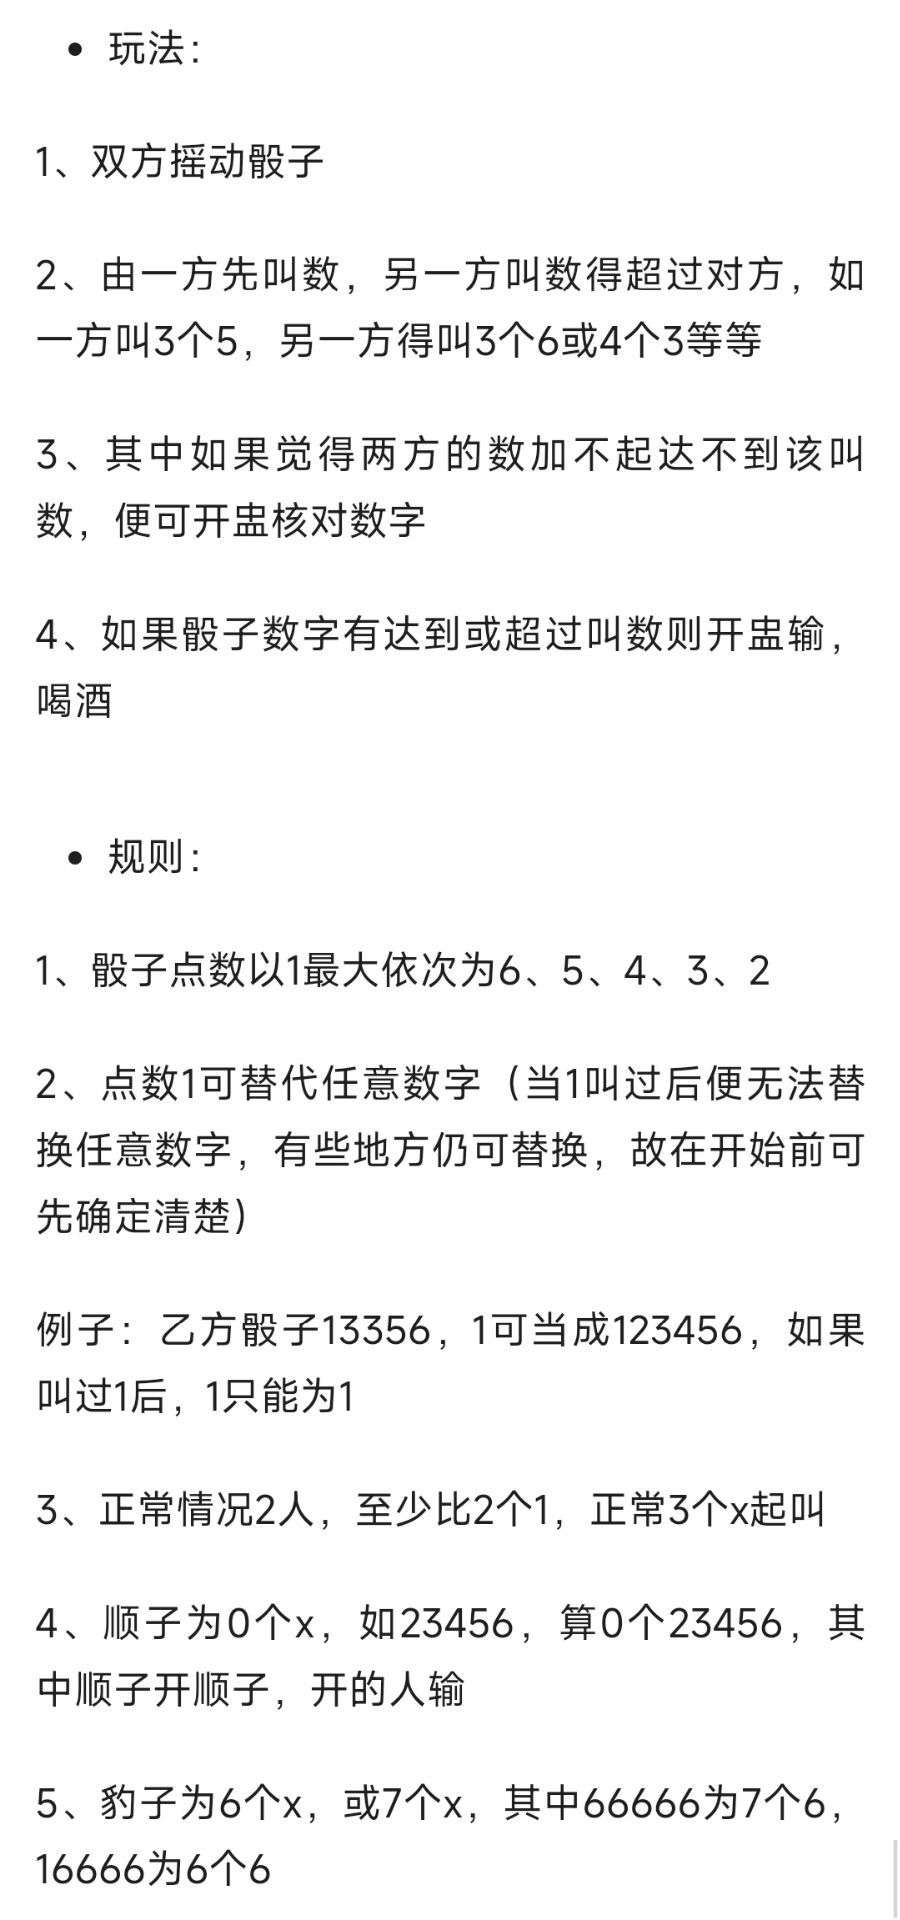 • 玩法：
1、双方摇动骰子
2、由一方先叫数，另一方叫数得超过对方，如
一方叫3个5，另一方得叫3个6或4个3等等
3、其中如果觉得两方的数加不起达不到该叫
数，便可开盅核对数字
4、如果骰子数字有达到或超过叫数则开盅输，
喝酒
• 规则：
1、骰子点数以1最大依次为6、5、4、3、2
2、点数1可替代任意数字（当1叫过后便无法替
换任意数字，有些地方仍可替换，故在开始前可
先确定清楚）
例子：乙方骰子13356，1可当成123456，如果
叫过1后，1只能为1
3、正常情况2人，至少比2个1，正常3个x起叫
4、顺子为0个x，如23456，算0个23456，其
中顺子开顺子，开的人输
5、豹子为6个x，或7个x，其中66666为7个6，
16666为6个6